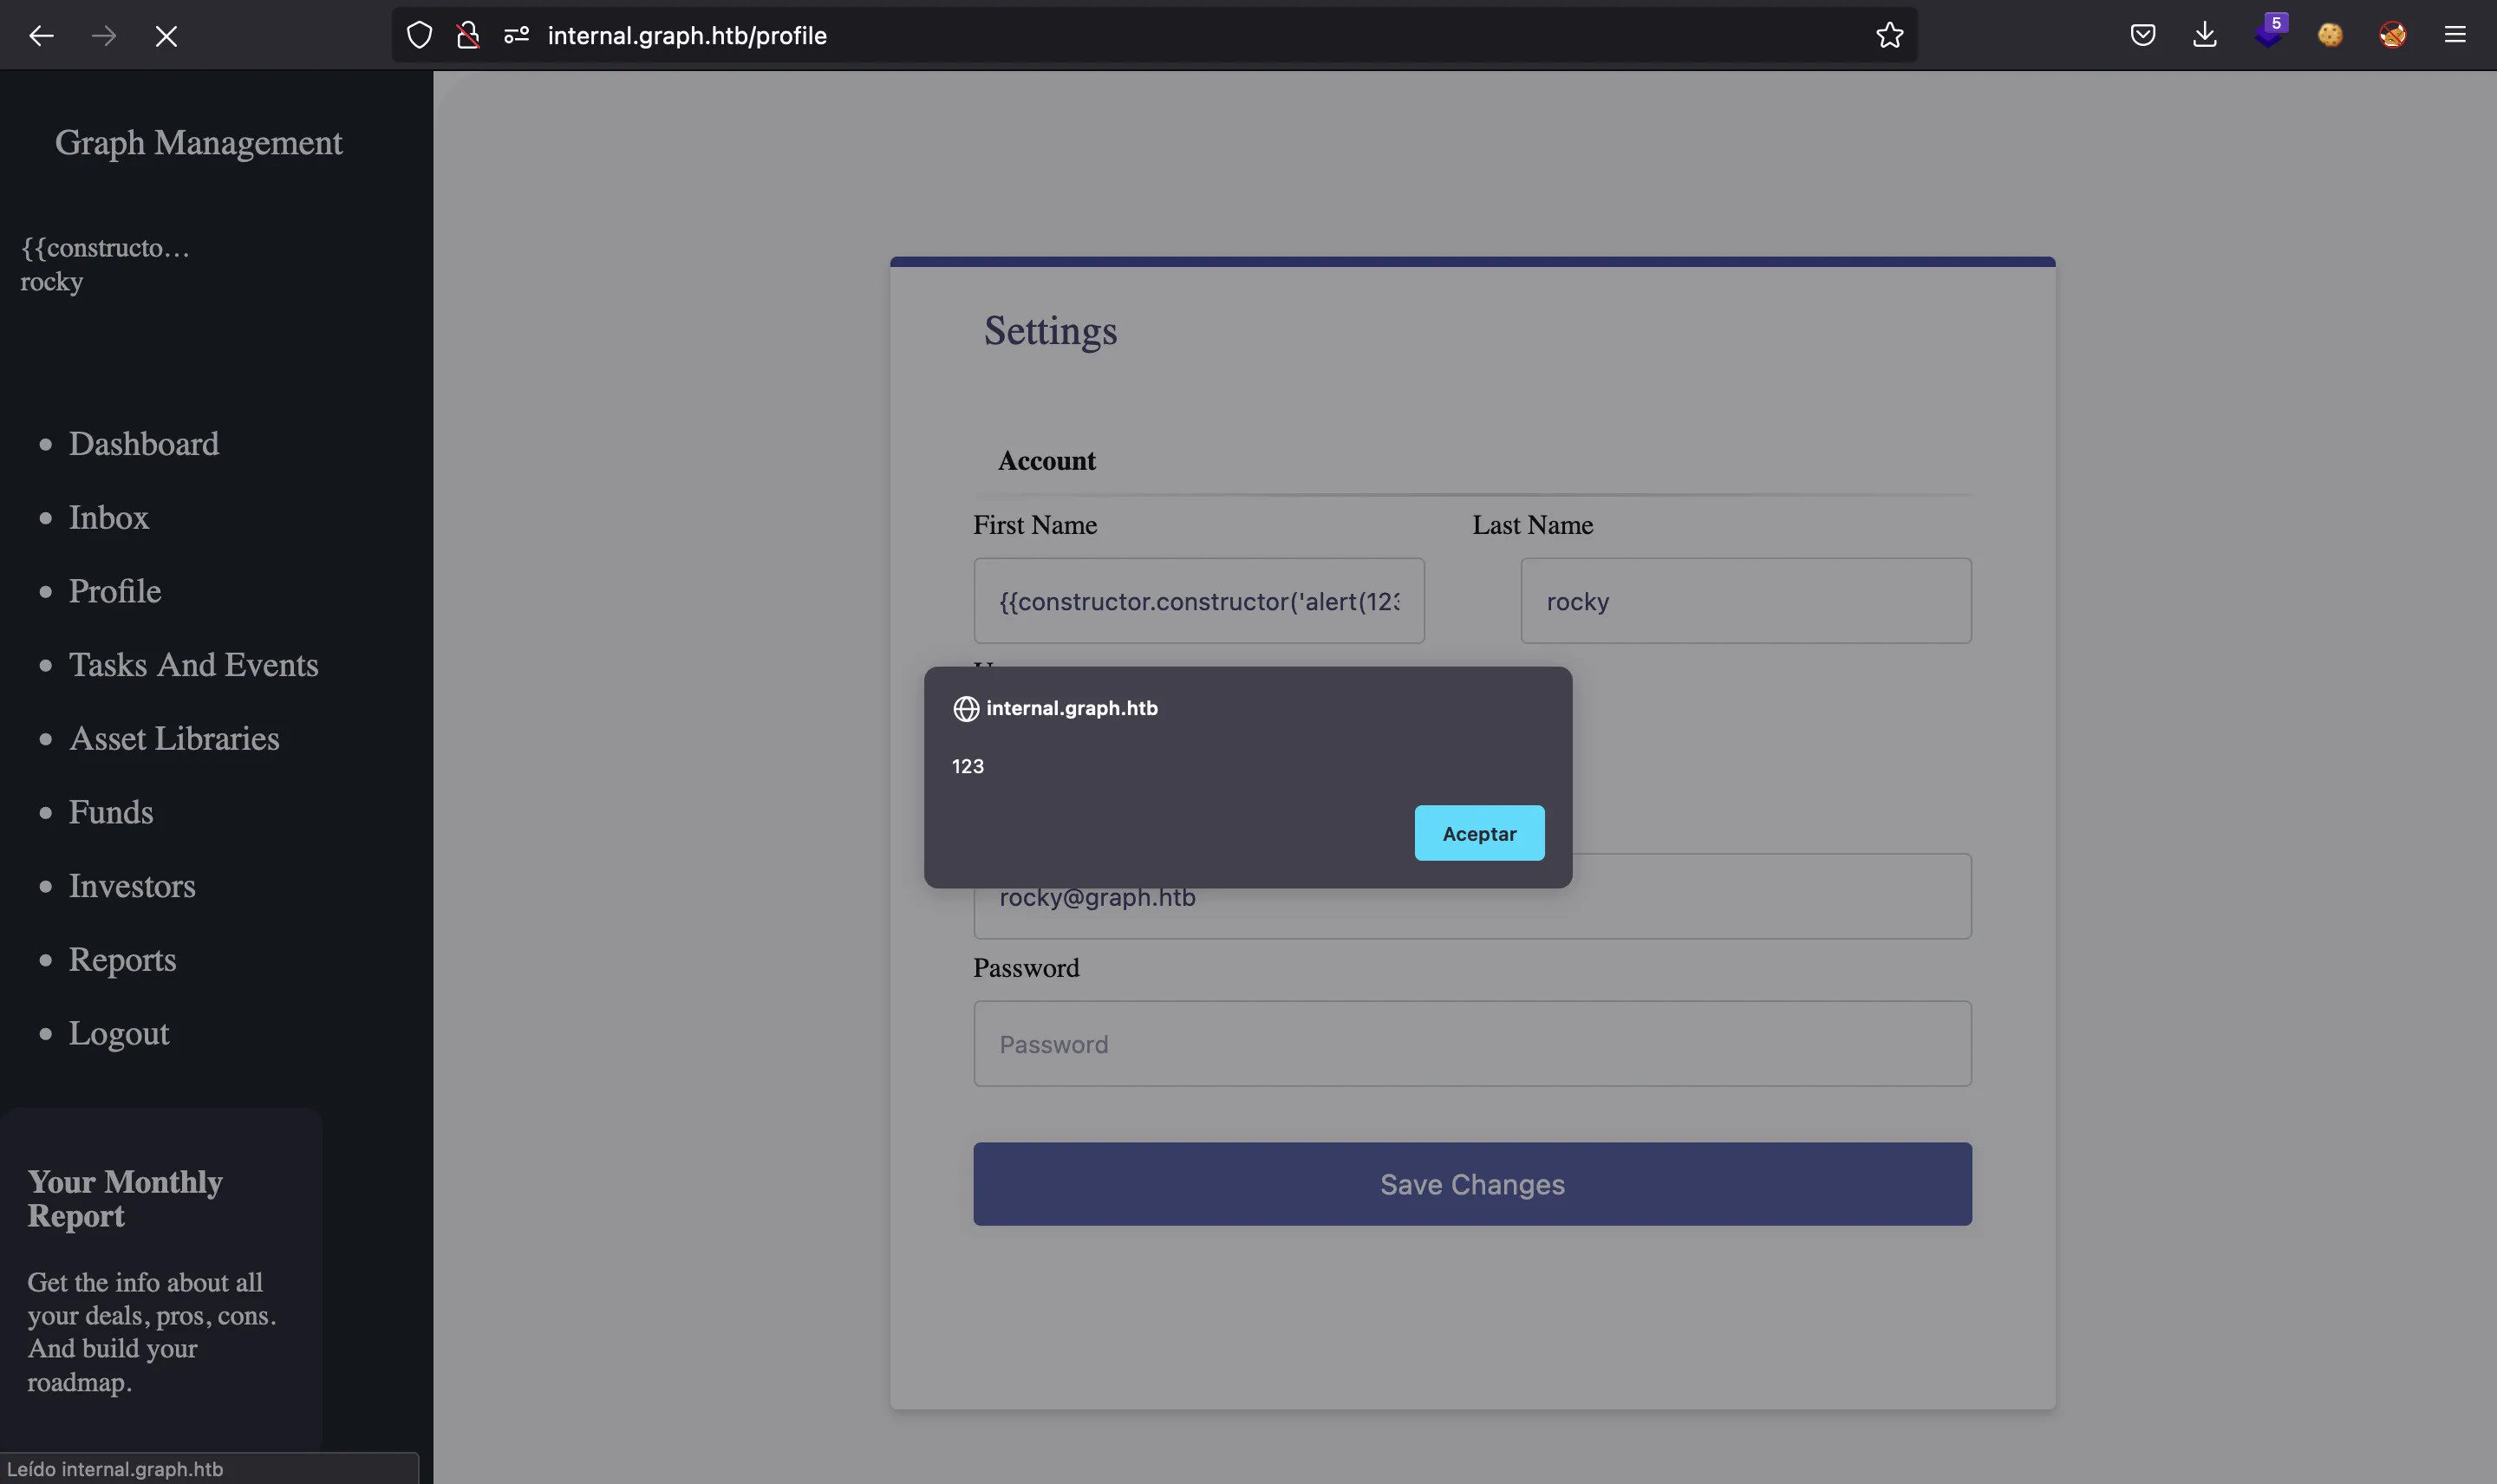 internal.graph.htb/profile
5
Graph Management
{{constructo…
rocky
Dashboard
Inbox
Profile
Tasks And Events
Asset Libraries
Funds
Investors
Reports
Logout
Your Monthly
Report
Get the info about all
your deals, pros, cons.
And build your
roadmap.
Leído internal.graph.htb
Settings
Account
First Name
Last Name
{{constructor.constructor('alert(123
rocky
internal.graph.htb
123
Aceptar
rocky@graph.htb
Password
Password
Save Changes